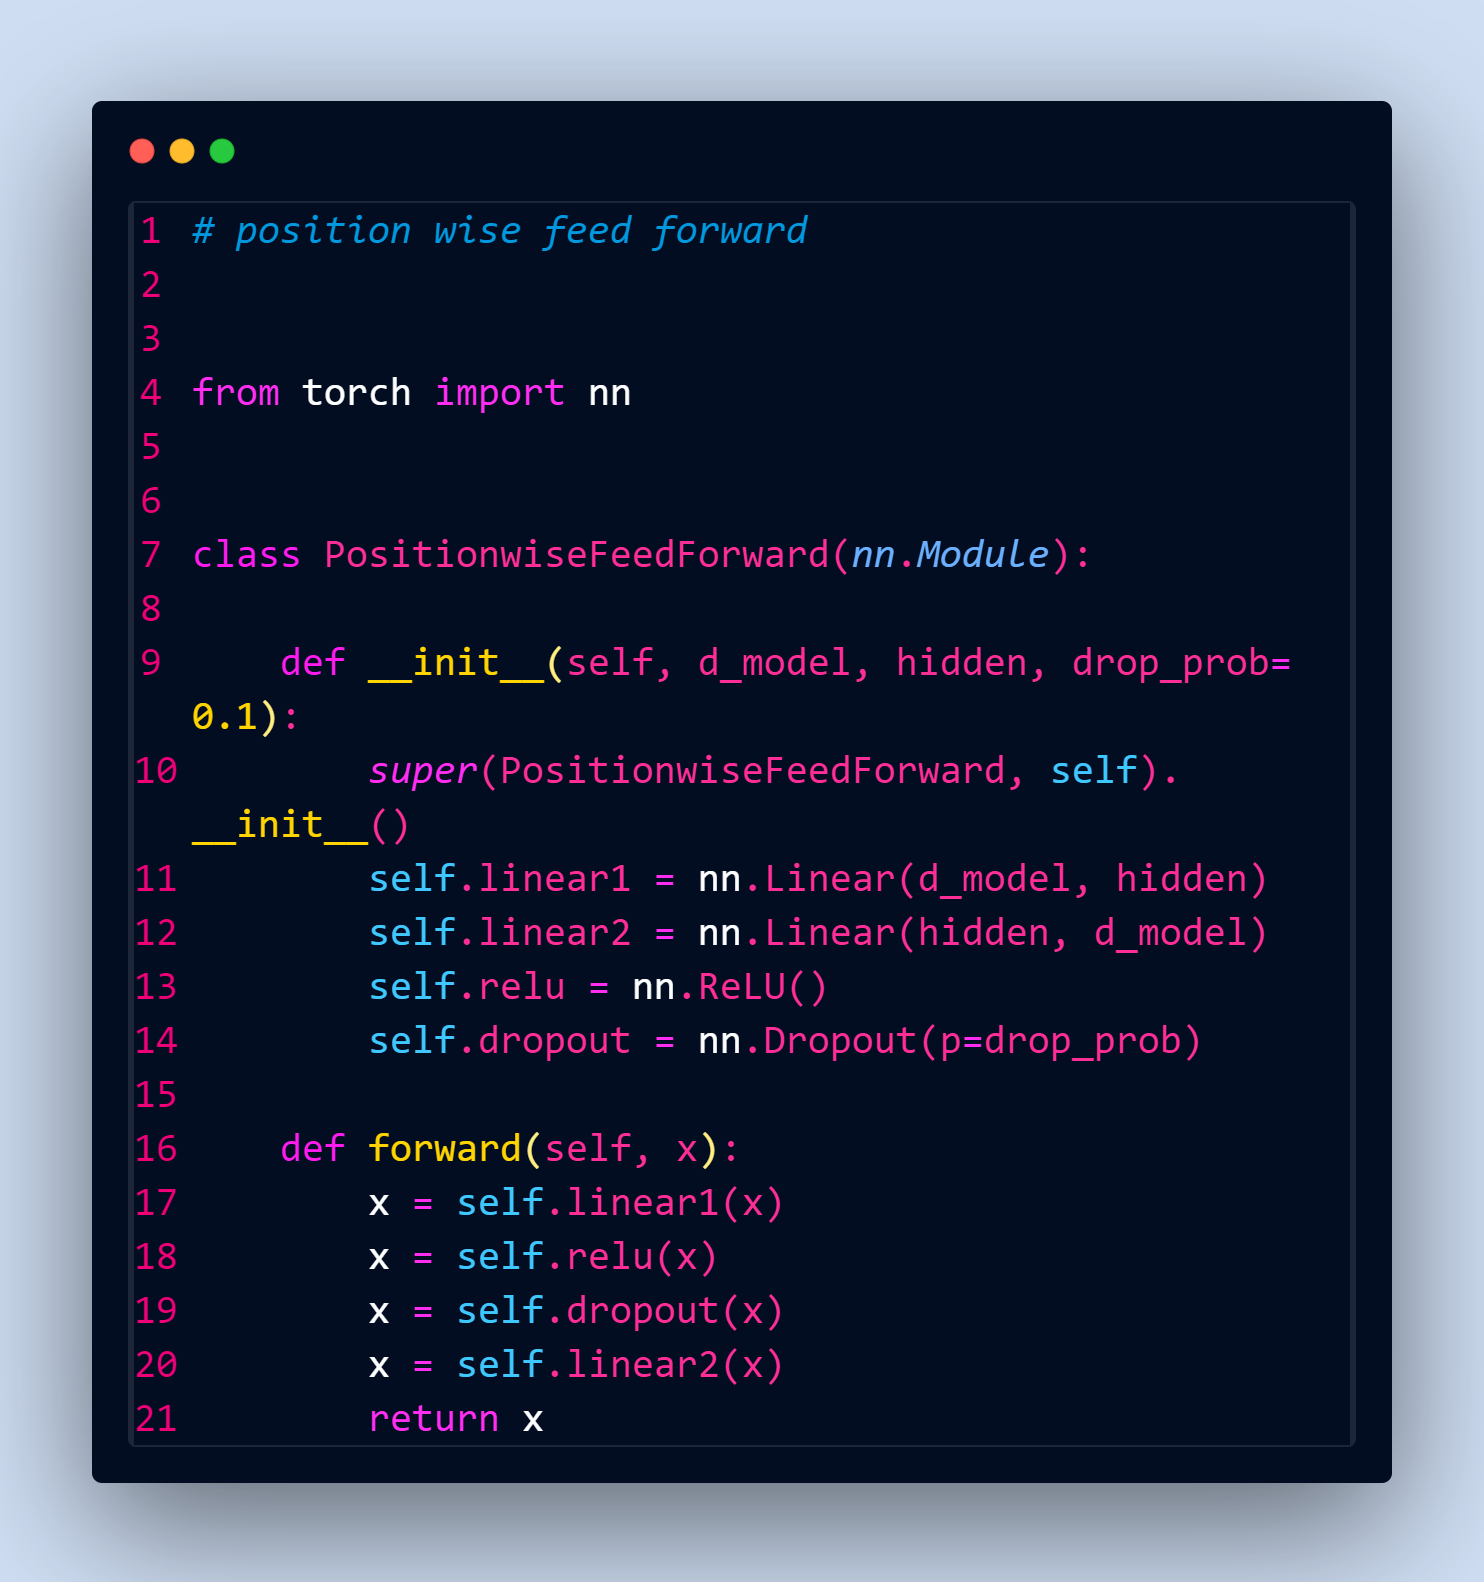 1 # position wise feed forward
2
3
4 from torch import nn
5
6
7 class PositionwiseFeedForward(nn.Module):
8
9     def __init__(self, d_model, hidden, drop_prob=
0.1):
10         super(PositionwiseFeedForward, self).
__init__()
11         self.linear1 = nn.Linear(d_model, hidden)
12         self.linear2 = nn.Linear(hidden, d_model)
13         self.relu = nn.ReLU()
14         self.dropout = nn.Dropout(p=drop_prob)
15
16     def forward(self, x):
17         x = self.linear1(x)
18         x = self.relu(x)
19         x = self.dropout(x)
20         x = self.linear2(x)
21         return x